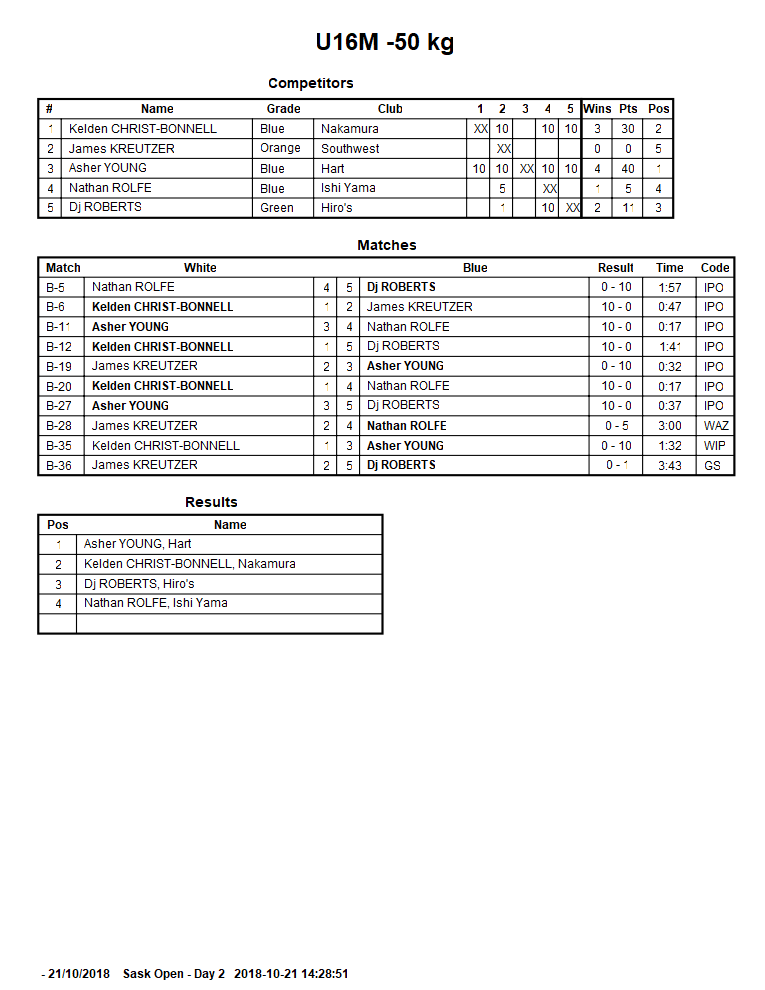 U16M -50 kg
Competitors
# Name Grade Club 1 2 3 4 5 Wins Pts Pos
1 Kelden CHRIST-BONNELL Blue Nakamura XX 10 10 10 3 30 2
2 James KREUTZER Orange Southwest XX 0 0 5
3 Asher YOUNG Blue Hart 10 10 XX 10 10 4 40 1
4 Nathan ROLFE Blue Ishi Yama 5 XX 1 5 4
5 Dj ROBERTS Green Hiro's 1 10 XX 2 11 3
Matches
Match White Blue Result Time Code
B-5 Nathan ROLFE 4 5 Dj ROBERTS 0 - 10 1:57 IPO
B-6 Kelden CHRIST-BONNELL 1 2 James KREUTZER 10 - 0 0:47 IPO
B-11 Asher YOUNG 3 4 Nathan ROLFE 10 - 0 0:17 IPO
B-12 Kelden CHRIST-BONNELL 1 5 Dj ROBERTS 10 - 0 1:41 IPO
B-19 James KREUTZER 2 3 Asher YOUNG 0 - 10 0:32 IPO
B-20 Kelden CHRIST-BONNELL 1 4 Nathan ROLFE 10 - 0 0:17 IPO
B-27 Asher YOUNG 3 5 Dj ROBERTS 10 - 0 0:37 IPO
B-28 James KREUTZER 2 4 Nathan ROLFE 0 - 5 3:00 WAZ
B-35 Kelden CHRIST-BONNELL 1 3 Asher YOUNG 0 - 10 1:32 WIP
B-36 James KREUTZER 2 5 Dj ROBERTS 0 - 1 3:43 GS
Results
Pos Name
1 Asher YOUNG, Hart
2 Kelden CHRIST-BONNELL, Nakamura
3 Dj ROBERTS, Hiro's
4 Nathan ROLFE, Ishi Yama
- 21/10/2018 Sask Open - Day 2 2018-10-21 14:28:51